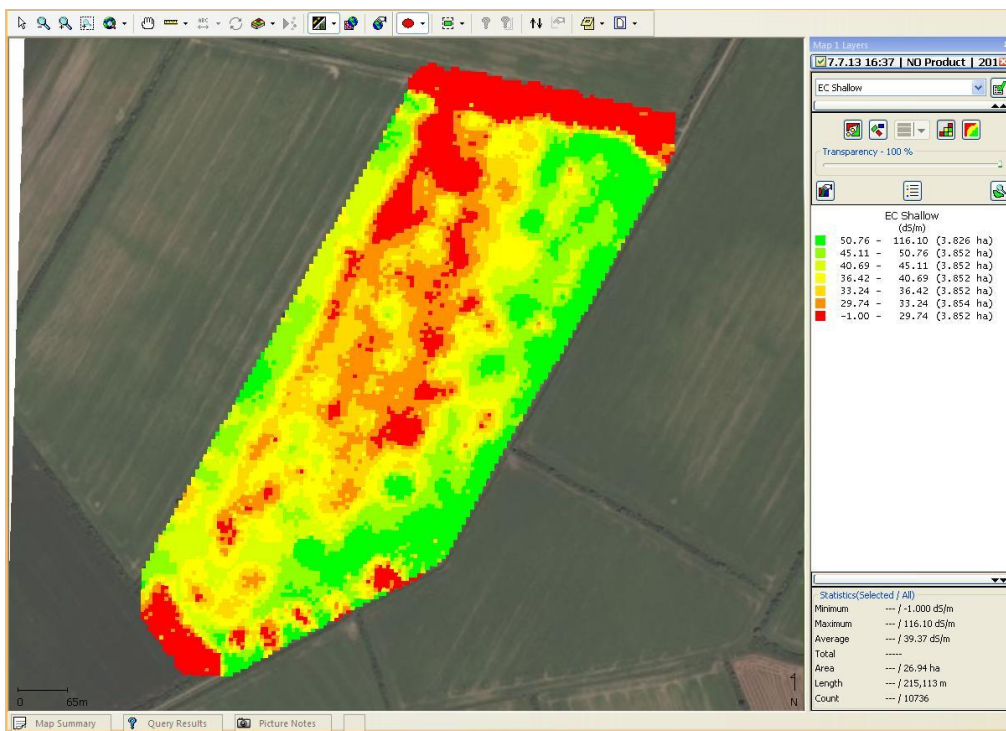 Map 1 Layers
7.7.13 16:37 | NO Product | 201
EC Shallow
Transparency - 100 %
EC Shallow
(dS/m)
50.76 - 116.10 (3.826 ha)
45.11 - 50.76 (3.852 ha)
40.69 - 45.11 (3.852 ha)
36.42 - 40.69 (3.852 ha)
33.24 - 36.42 (3.852 ha)
29.74 - 33.24 (3.854 ha)
-1.00 - 29.74 (3.852 ha)
Statistics(Selected / All)
Minimum --- / -1.000 dS/m
Maximum --- / 116.10 dS/m
Average --- / 39.37 dS/m
Total -----
Area --- / 26.94 ha
Length --- / 215,113 m
Count --- / 10736
0 65m
N
Map Summary Query Results Picture Notes